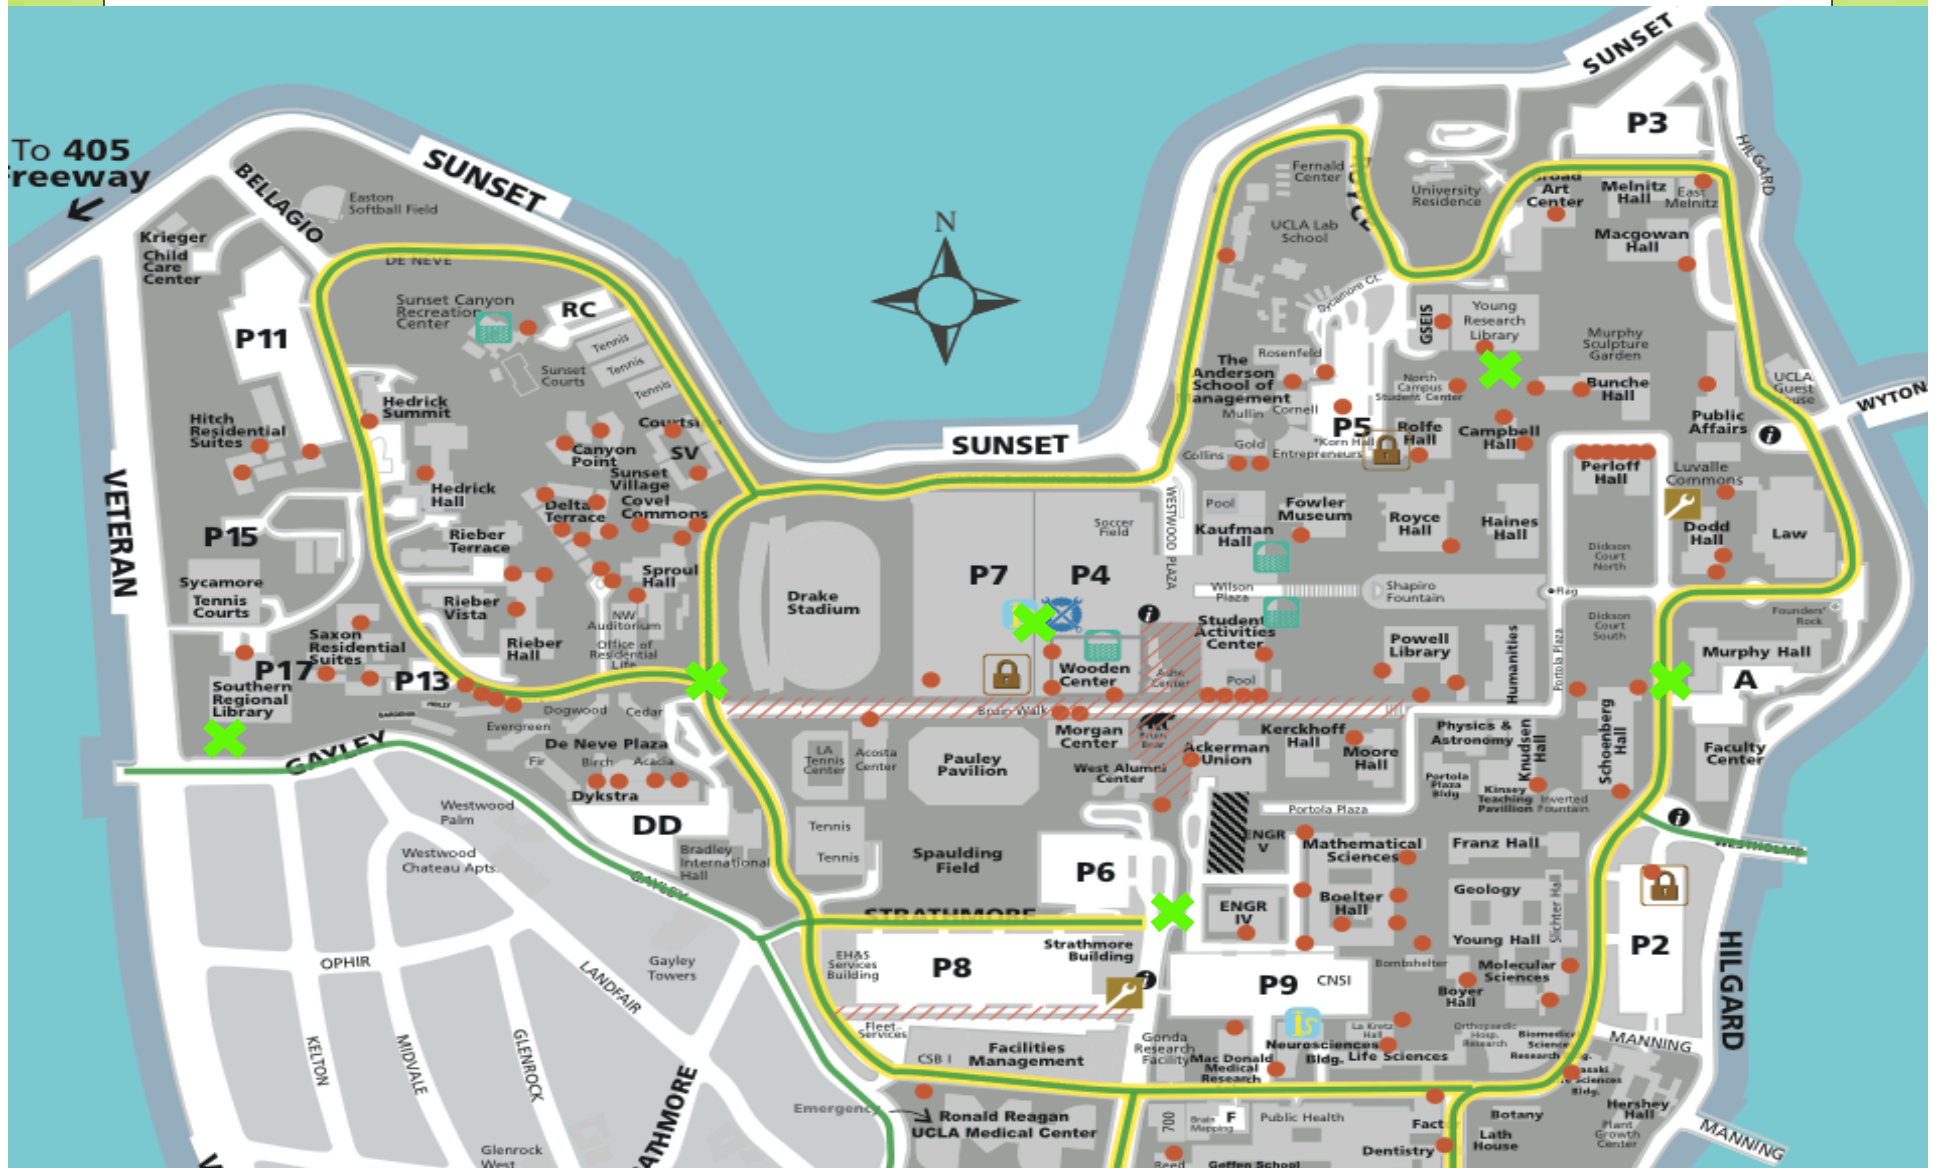 SUNSET
To 405
Freeway
P3
HILGARD
BELLAGIO
SUNSET
Easton
Softball Field
Fernald
Center
University
Residence
Art
Center
Melnitz
Hall
East
Melnitz
Krieger
Child
Care
Center
N
UCLA Lab
School
Macgowan
Hall
DE NEVE
Sunset Canyon
Recreation
Center
RC
Sycamore Ct.
GSEIS
Young
Research
Library
Murphy
Sculpture
Garden
P11
Tennis
Tennis
Tennis
Sunset
Courts
Rosenfeld
The
Anderson
School of
Management
North
Campus
Student Center
Bunche
Hall
UCLA
Guest
WYTON
Hedrick
Summit
Mullin
Cornell
P5
Rolfe
Hall
Campbell
Hall
Public
Affairs
Hitch
Residential
Suites
SV
Canyon
Point
Sunset
Village
SUNSET
Gold
Collins
*Korn Hall
Entrepreneurs
Perloff
Hall
Luvalle
Commons
VETERAN
Hedrick
Hall
Delta
Terrace
Covel
Commons
WESTWOOD PLAZA
Pool
Kaufman
Hall
Fowler
Museum
Royce
Hall
Haines
Hall
Dodd
Hall
Law
P15
Rieber
Terrace
Soccer
Field
Dickson
Court
North
Sycamore
Tennis
Courts
Sproul
Hall
P7
P4
Wilson
Plaza
Shapiro
Fountain
Flag
Drake
Stadium
Rieber
Vista
NW
Auditorium
Student
Activities
Center
Dickson
Court
South
Founders'
Rock
Saxon
Residential
Suites
Rieber
Hall
Office of
Residential
Life
Powell
Library
Humanities
Portola Plaza
Murphy Hall
P17
P13
Wooden
Center
Pool
A
Southern
Regional
Library
Dogwood
Cedar
Bruin Walk
Evergreen
Morgan
Center
Kerckhoff
Hall
Physics &
Astronomy
Knudsen
Hall
Schoenberg
Hall
Faculty
Center
GAYLEY
De Neve Plaza
Fir
Birch
Acacia
LA
Tennis
Center
Acosta
Center
Pauley
Pavilion
West Alumni
Center
Ackerman
Union
Moore
Hall
Portola
Plaza
Bldg
Kinsey
Teaching
Pavilion
Inverted
Fountain
Dykstra
Westwood
Palm
DD
Portola Plaza
Tennis
Tennis
ENGR
V
Mathematical
Sciences
Franz Hall
WESTHOLME
Westwood
Chateau Apts.
Bradley
International
Hall
Spaulding
Field
P6
GAYLEY
Geology
Slichter Hall
Boelter
Hall
ENGR
IV
STRATHMORE
Young Hall
Strathmore
Building
P2
HILGARD
OPHIR
LANDFAIR
Gayley
Towers
EH&S
Services
Building
P8
P9
CNSI
Bombshelter
Molecular
Sciences
Boyer
Hall
Fleet
Services
KELTON
MIDVALE
GLENROCK
CSB I
Facilities
Management
Gonda
Research
Facility
La Kretz
Hall
Neurosciences
Bldg.
Life Sciences
Orthopaedic
Hosp.
Research
MANNING
Mac Donald
Medical
Research
Emergency
Ronald Reagan
UCLA Medical Center
700
Brain
Mapping
F
Public Health
Botany
Hershey
Hall
Plant
Growth
Center
MANNING
Lath
House
Dentistry
Glenrock
West
Reed
Geffen School